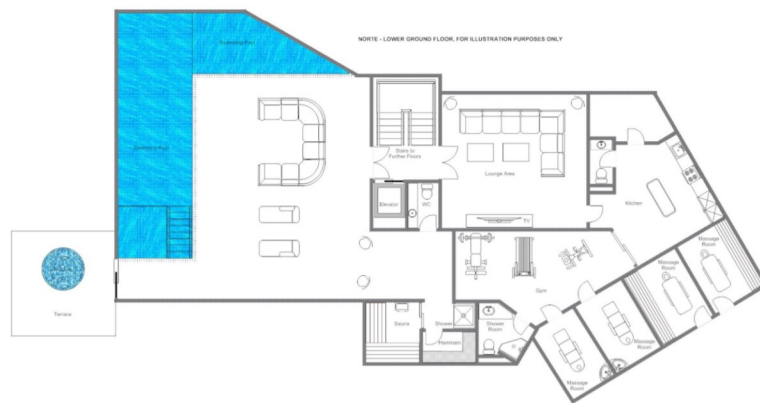 NORTE - LOWER GROUND FLOOR, FOR ILLUSTRATION PURPOSES ONLY
Swimming Pool
Swimming Pool
Stairs to
Further Floors
Lounge Area
Elevator
WC
TV
Kitchen
Massage
Room
Massage
Room
Gym
Terrace
Sauna
Shower
Shower
Room
Hammam
Massage
Room
Massage
Room